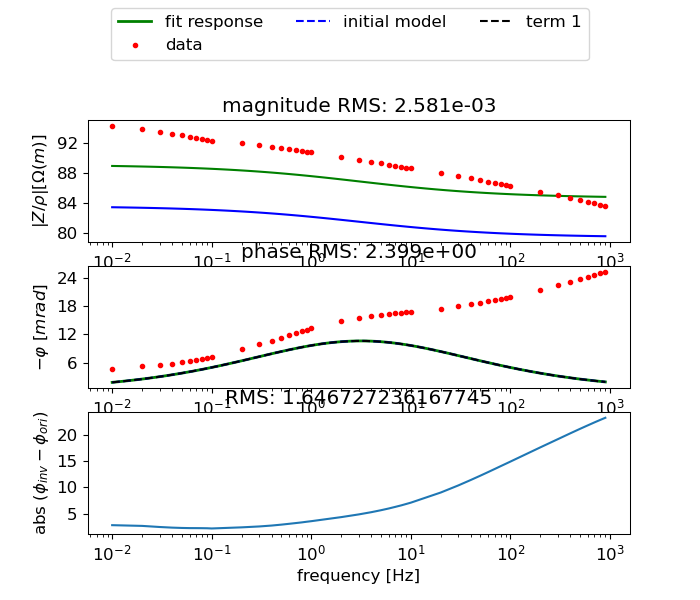 fit response initial model term 1
data
magnitude RMS: 2.581e-03
|Z/ρ|[Ω(m)]
92
88
84
80
10⁻² 10⁻¹ 10⁰ 10¹ 10² 10³
phase RMS: 2.399e+00
−φ [mrad]
24
18
12
6
10⁻² 10⁻¹ 10⁰ 10¹ 10² 10³
RMS: 1.6467272361677​45
abs (ϕ_inv − ϕ_ori)
20
15
10
5
10⁻² 10⁻¹ 10⁰ 10¹ 10² 10³
frequency [Hz]